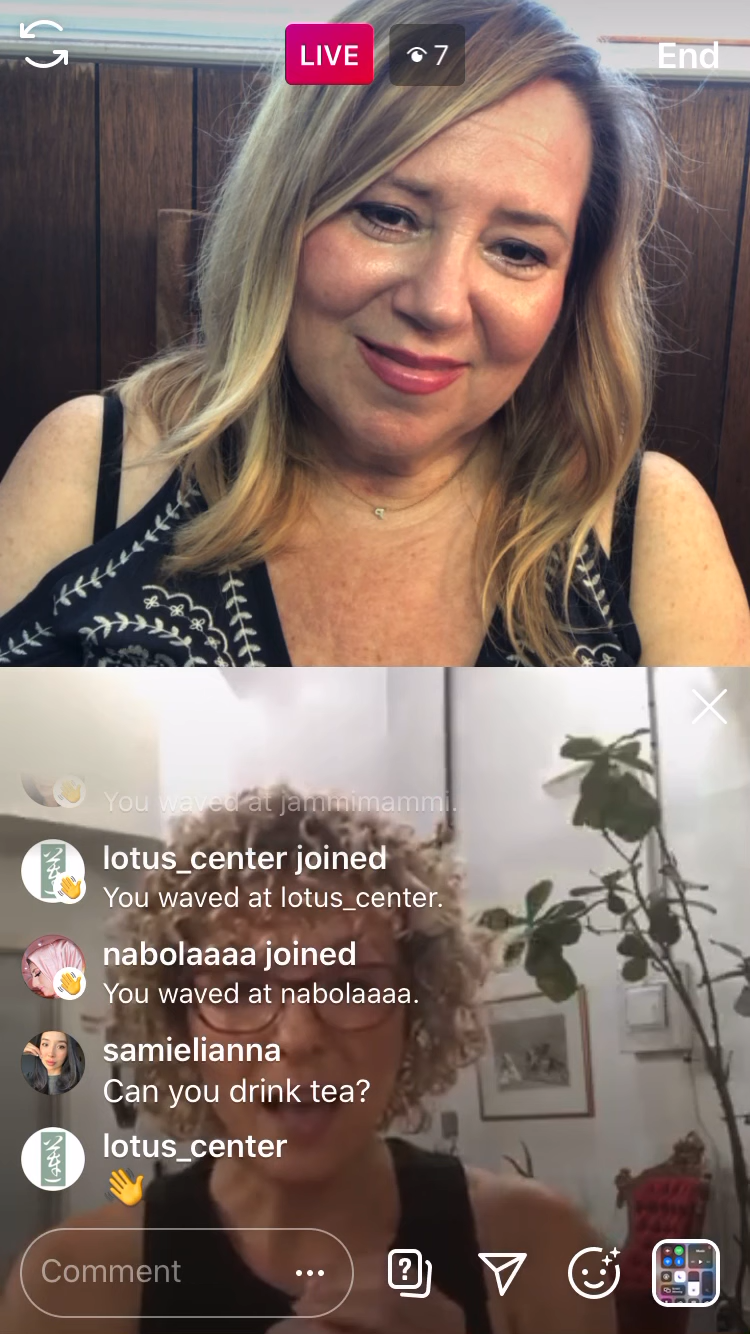 LIVE
7
End
You waved at jammimammi.
lotus_center joined
You waved at lotus_center.
nabolaaaa joined
You waved at nabolaaaa.
samielianna
Can you drink tea?
lotus_center
👋
Comment